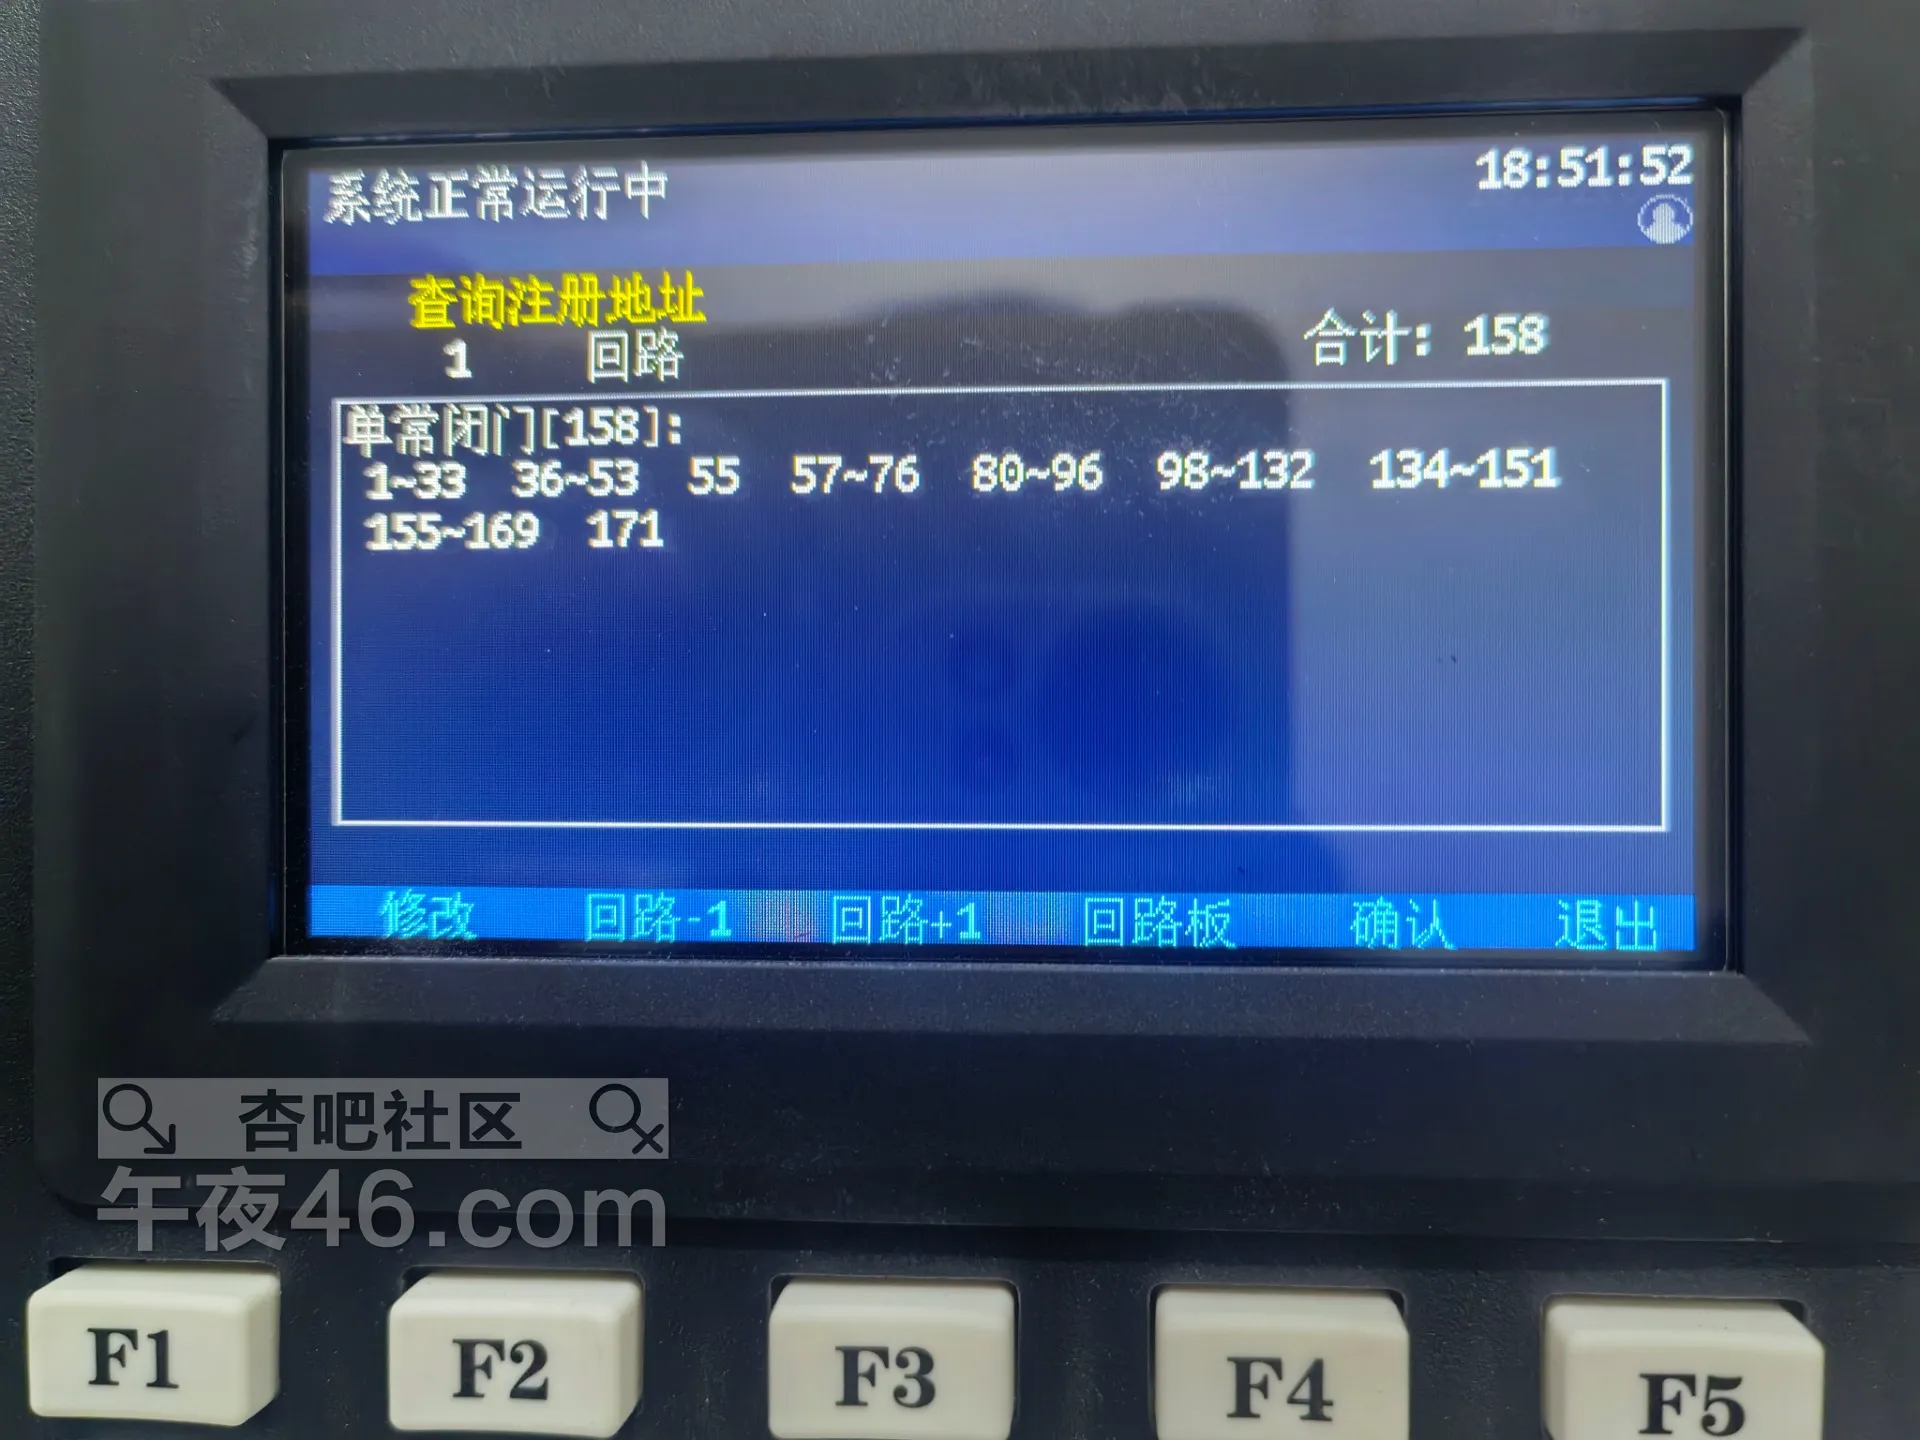 系统正常运行中
18:51:52
查询注册地址
1 回路
合计: 158
单常闭门[158]:
1~33 36~53 55 57~76 80~96 98~132 134~151
155~169 171
修改 回路-1 回路+1 回路板 确认 退出
杏吧社区
午夜46.com
F1 F2 F3 F4 F5